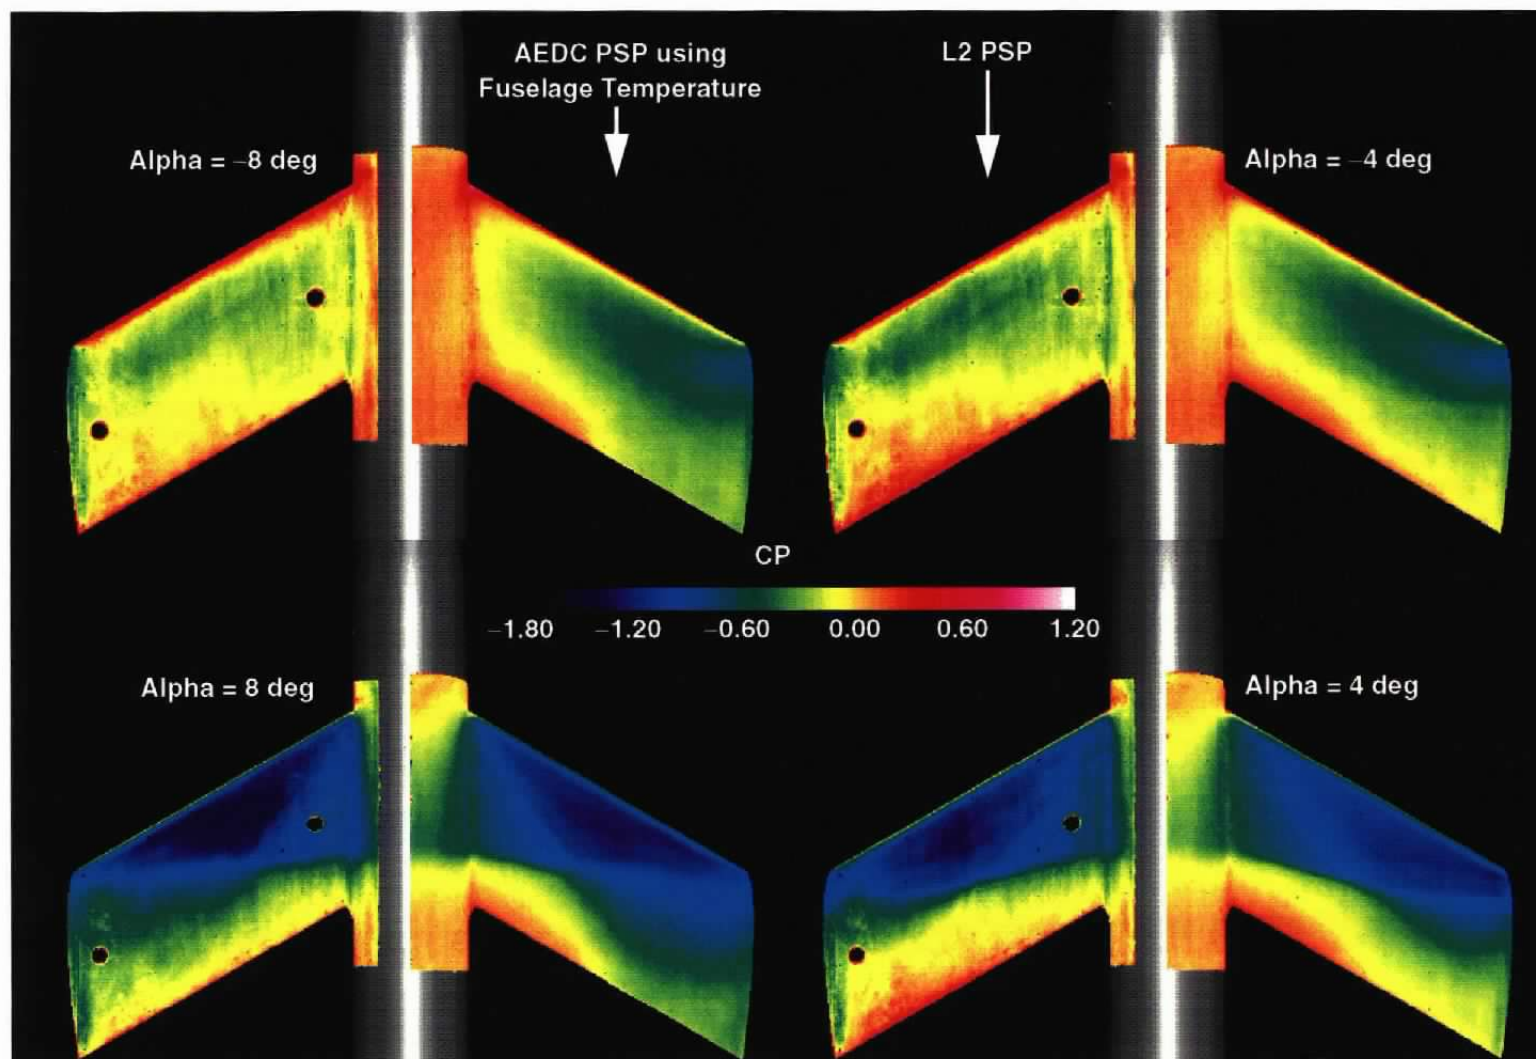 AEDC PSP using
Fuselage Temperature
L2 PSP
Alpha = −8 deg
Alpha = −4 deg
CP
−1.80 −1.20 −0.60 0.00 0.60 1.20
Alpha = 8 deg
Alpha = 4 deg